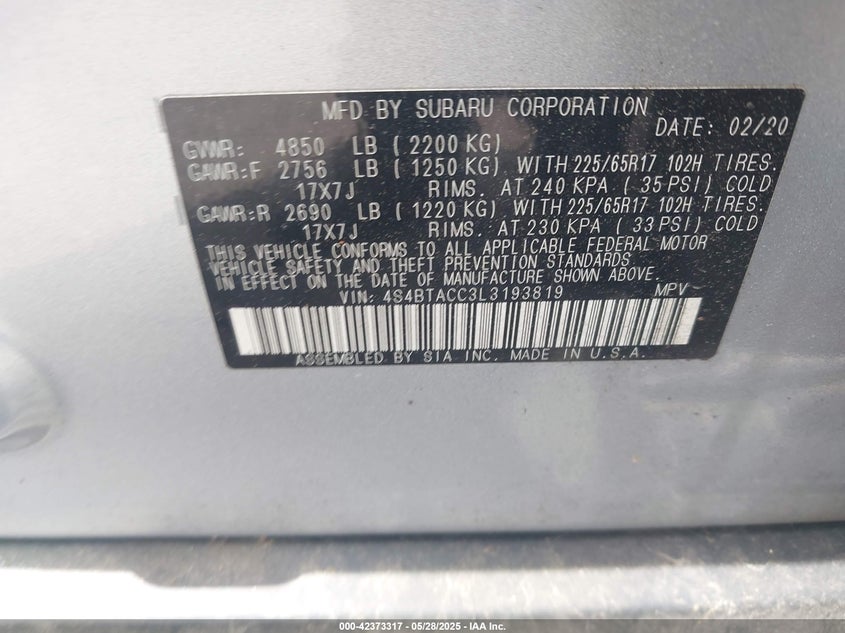 MFD BY SUBARU CORPORATION
DATE: 02/20
GVWR: 4850 LB ( 2200 KG)
GAWR:F 2756 LB ( 1250 KG) WITH 225/65R17 102H TIRES.
17X7J RIMS. AT 240 KPA ( 35 PSI) COLD
GAWR:R 2690 LB ( 1220 KG) WITH 225/65R17 102H TIRES.
17X7J RIMS. AT 230 KPA ( 33 PSI) COLD
THIS VEHICLE CONFORMS TO ALL APPLICABLE FEDERAL MOTOR
VEHICLE SAFETY AND THEFT PREVENTION STANDARDS
IN EFFECT ON THE DATE OF MANUFACTURE SHOWN ABOVE.
VIN: 4S4BTACC3L3193819 MPV
ASSEMBLED BY SIA INC. MADE IN U.S.A.
000-42373317 - 05/28/2025 - IAA Inc.